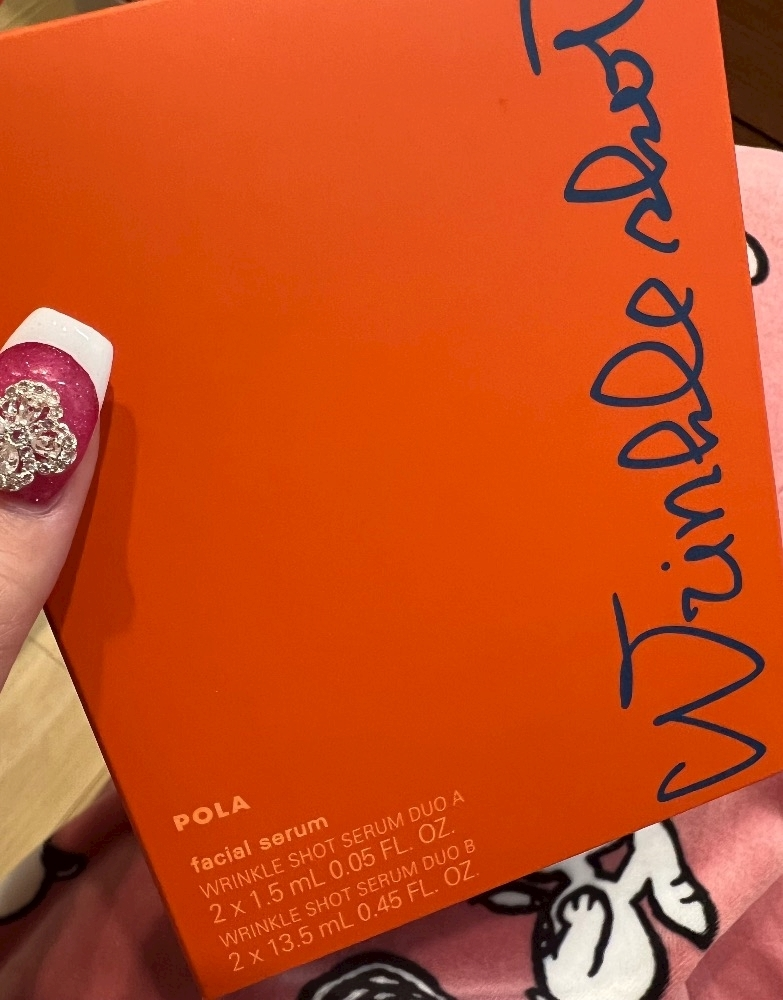 Wrinkle
POLA
facial serum
WRINKLE SHOT SERUM DUO A
2 x 1.5 mL 0.05 FL. OZ.
WRINKLE SHOT SERUM DUO B
2 x 13.5 mL 0.45 FL. OZ.